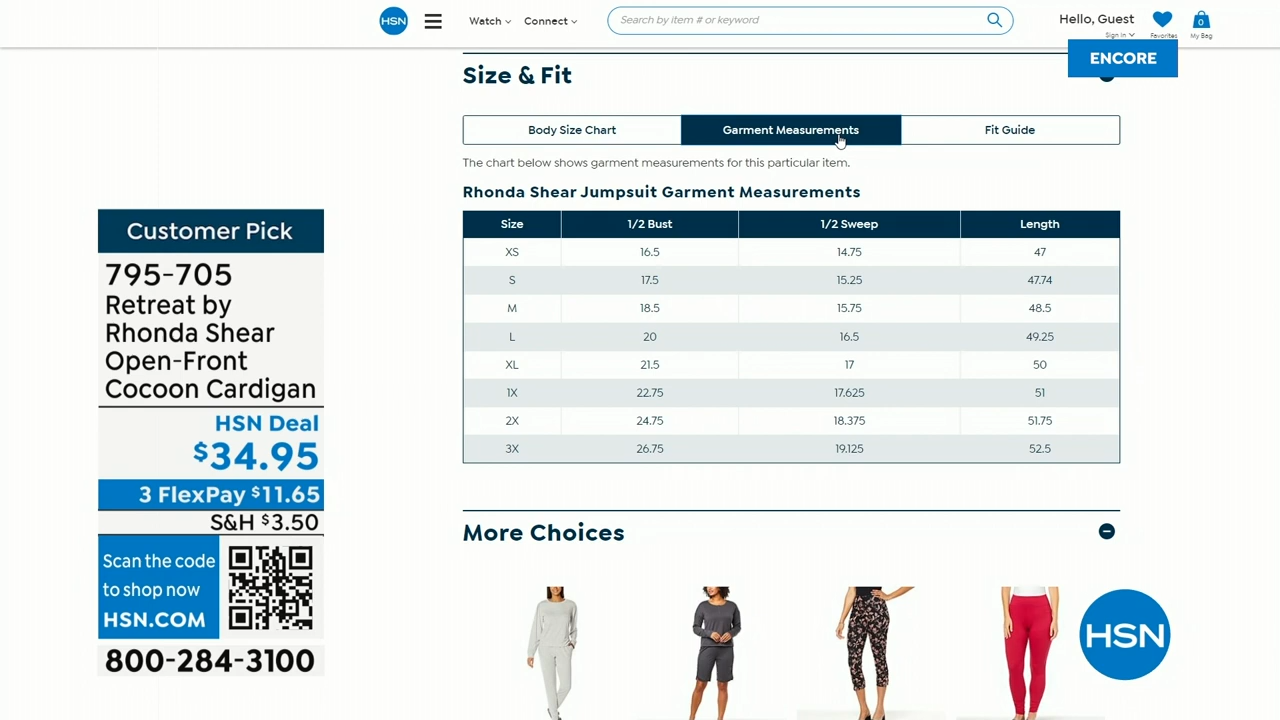 HSN
Watch
Connect
Search by item # or keyword
Hello, Guest
Sign In
Favorites
0
My Bag
ENCORE
Size & Fit
Body Size Chart
Garment Measurements
Fit Guide
The chart below shows garment measurements for this particular item.
Rhonda Shear Jumpsuit Garment Measurements
Size 1/2 Bust 1/2 Sweep Length
XS 16.5 14.75 47
S 17.5 15.25 47.74
M 18.5 15.75 48.5
L 20 16.5 49.25
XL 21.5 17 50
1X 22.75 17.625 51
2X 24.75 18.375 51.75
3X 26.75 19.125 52.5
More Choices
Customer Pick
795-705
Retreat by
Rhonda Shear
Open-Front
Cocoon Cardigan
HSN Deal
$34.95
3 FlexPay $11.65
S&H $3.50
Scan the code
to shop now
HSN.COM
800-284-3100
HSN